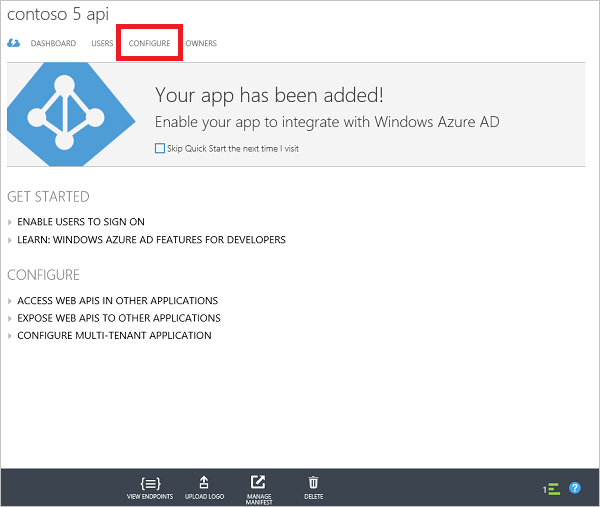 contoso 5 api
DASHBOARD USERS CONFIGURE OWNERS
Your app has been added!
Enable your app to integrate with Windows Azure AD
Skip Quick Start the next time I visit
GET STARTED
ENABLE USERS TO SIGN ON
LEARN: WINDOWS AZURE AD FEATURES FOR DEVELOPERS
CONFIGURE
ACCESS WEB APIS IN OTHER APPLICATIONS
EXPOSE WEB APIS TO OTHER APPLICATIONS
CONFIGURE MULTI-TENANT APPLICATION
VIEW ENDPOINTS UPLOAD LOGO MANAGE MANIFEST DELETE
1 ?